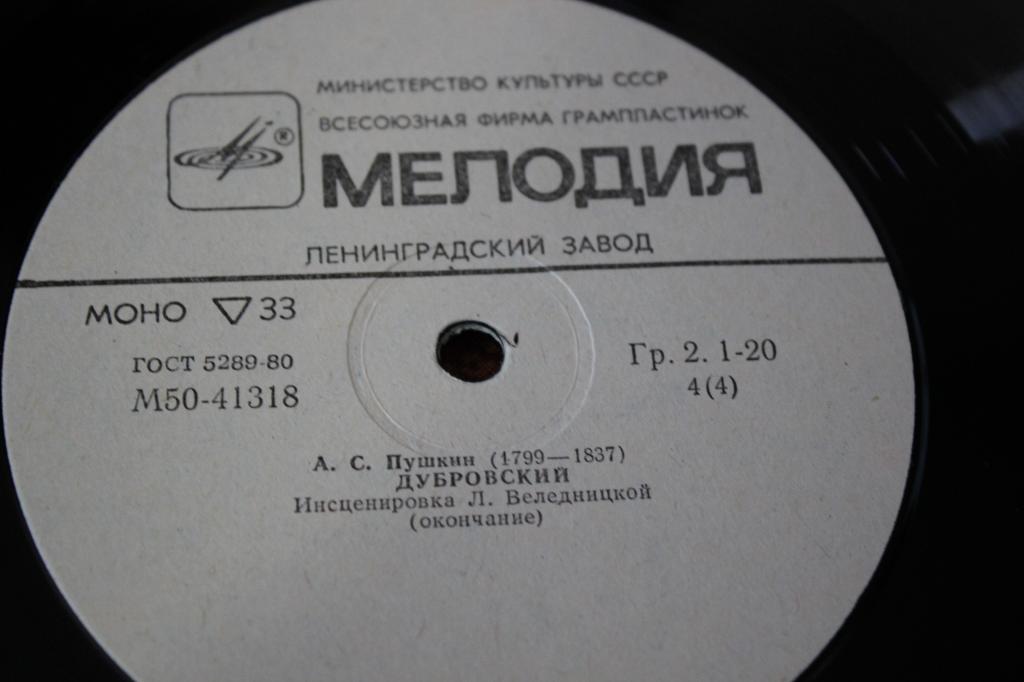 МИНИСТЕРСТВО КУЛЬТУРЫ СССР
ВСЕСОЮЗНАЯ ФИРМА ГРАМПЛАСТИНОК
®
МЕЛОДИЯ
ЛЕНИНГРАДСКИЙ ЗАВОД
МОНО ▽ 33
ГОСТ 5289-80
М50-41318
Гр. 2. 1-20
4(4)
А. С. Пушкин (1799—1837)
ДУБРОВСКИЙ
Инсценировка Л. Веледницкой
(окончание)